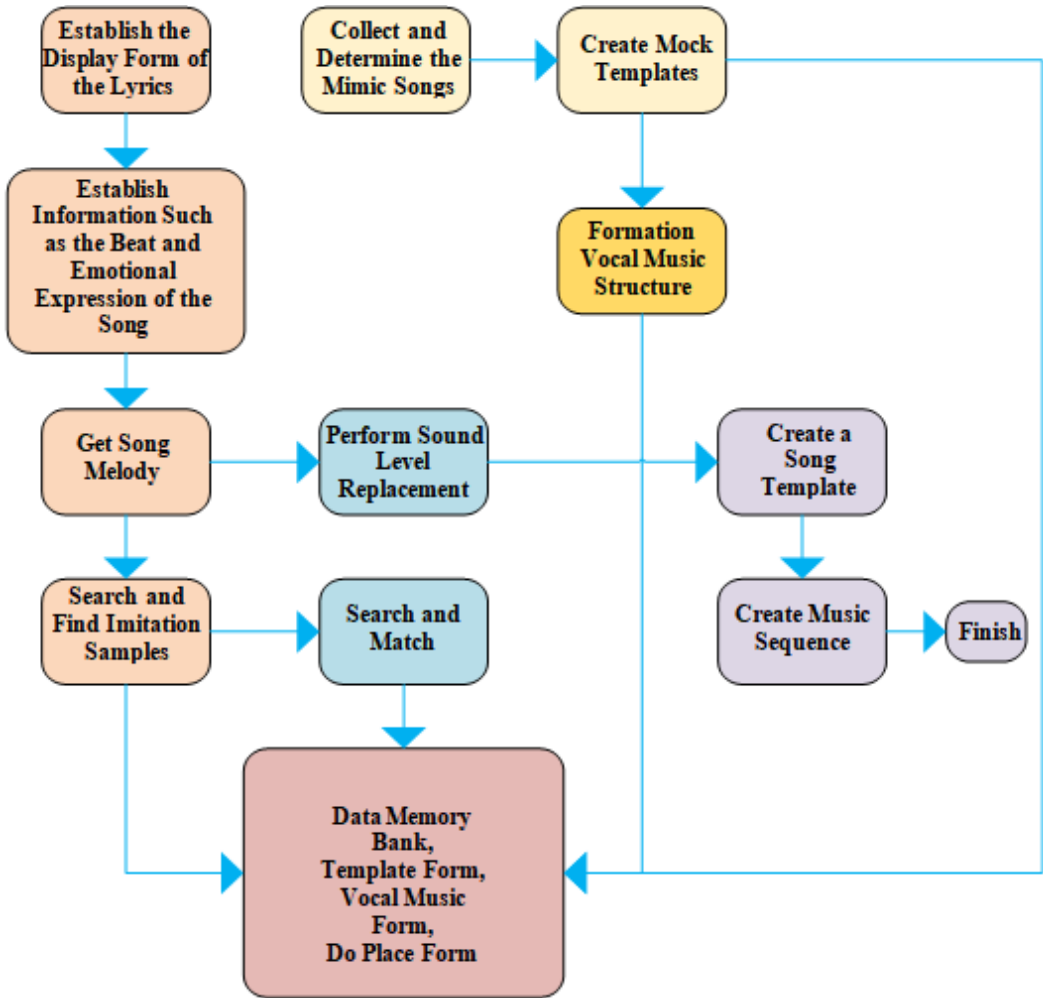 Establish the
Display Form of
the Lyrics
Collect and
Determine the
Mimic Songs
Create Mock
Templates
Establish
Information Such
as the Beat and
Emotional
Expression of the
Song
Formation
Vocal Music
Structure
Get Song
Melody
Perform Sound
Level
Replacement
Create a
Song
Template
Search and
Find Imitation
Samples
Search and
Match
Create Music
Sequence
Finish
Data Memory
Bank,
Template Form,
Vocal Music
Form,
Do Place Form